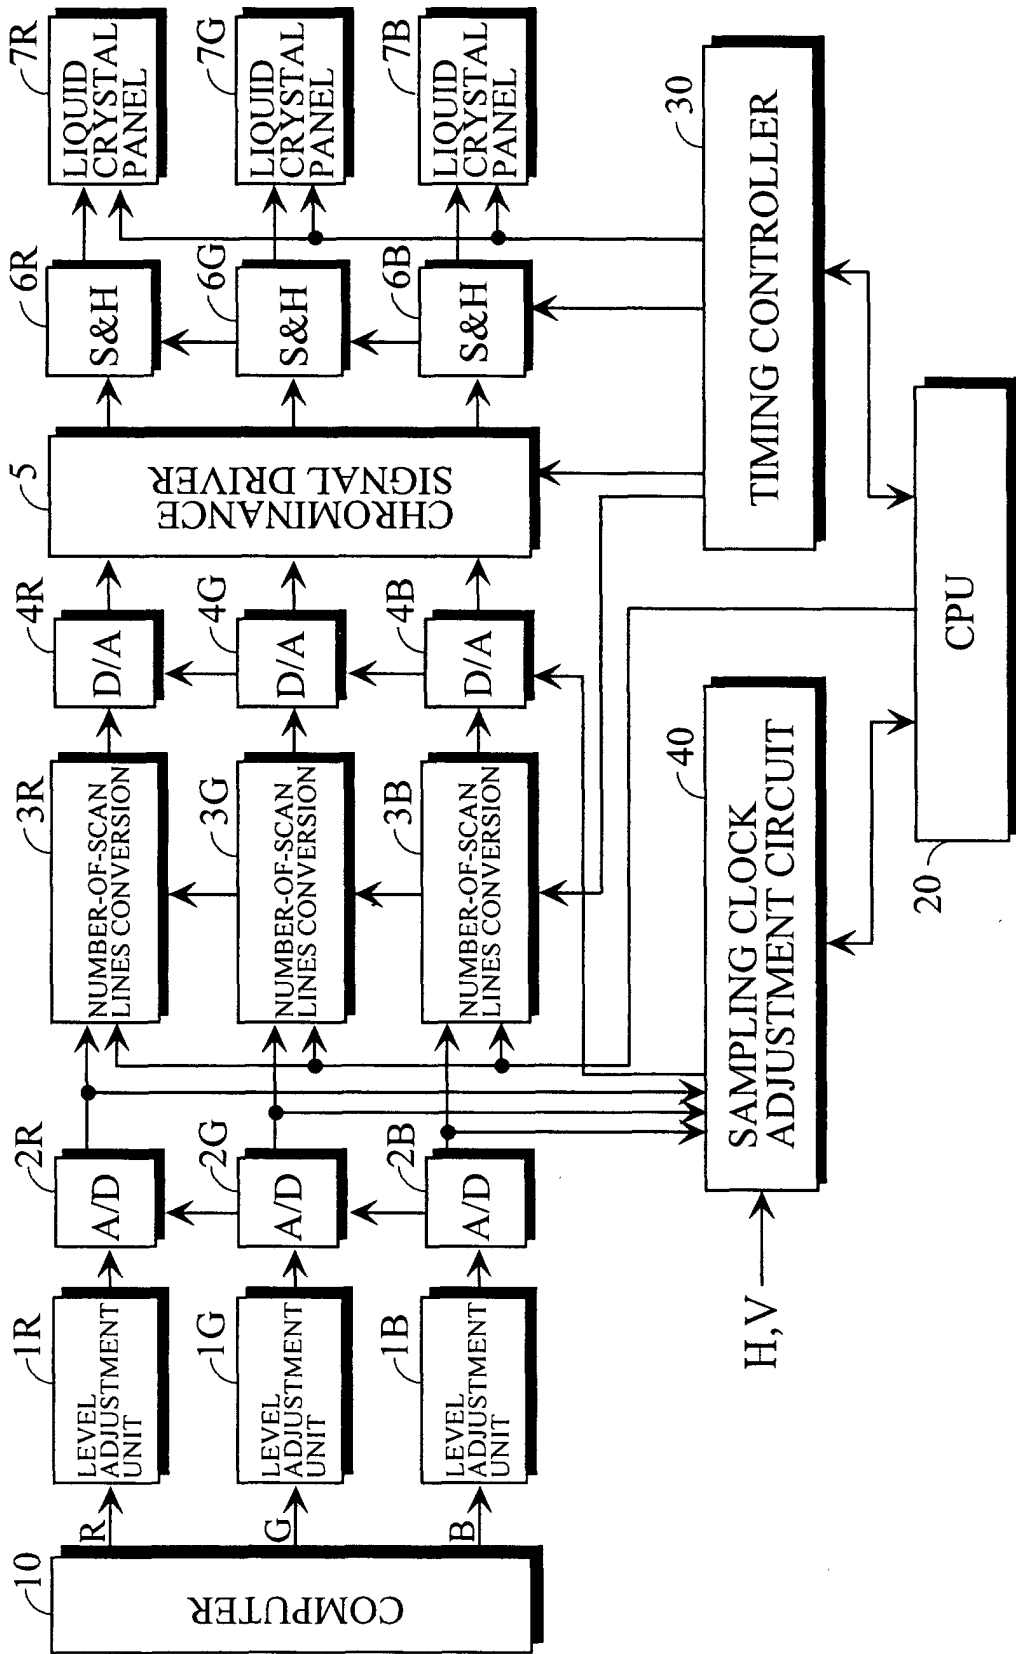 10
COMPUTER
R
G
B
1R
LEVEL
ADJUSTMENT
UNIT
2R
A/D
3R
NUMBER-OF-SCAN
LINES CONVERSION
4R
D/A
5
CHROMINANCE
SIGNAL DRIVER
6R
S&H
7R
LIQUID
CRYSTAL
PANEL
1G
LEVEL
ADJUSTMENT
UNIT
2G
A/D
3G
NUMBER-OF-SCAN
LINES CONVERSION
4G
D/A
6G
S&H
7G
LIQUID
CRYSTAL
PANEL
1B
LEVEL
ADJUSTMENT
UNIT
2B
A/D
3B
NUMBER-OF-SCAN
LINES CONVERSION
4B
D/A
6B
S&H
7B
LIQUID
CRYSTAL
PANEL
H,V
40
SAMPLING CLOCK
ADJUSTMENT CIRCUIT
30
TIMING CONTROLLER
20
CPU